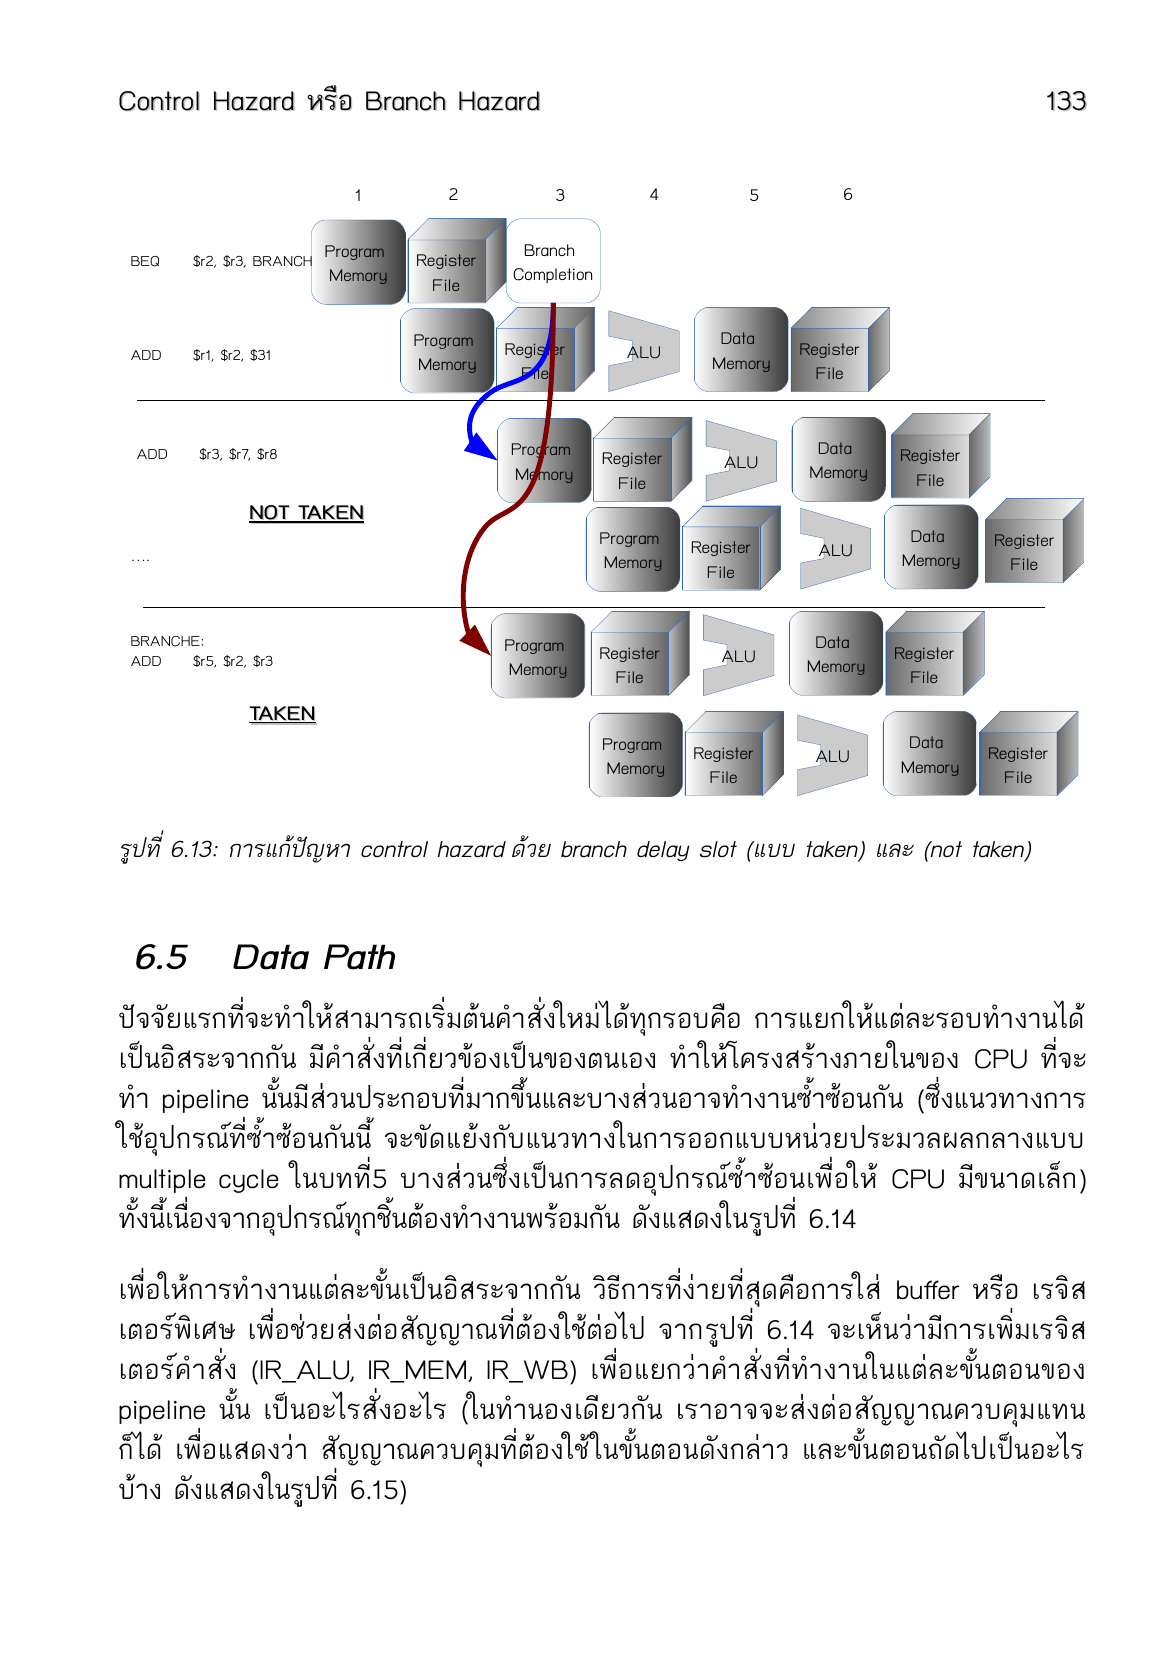 Control Hazard หรือ Branch Hazard 133
1 2 3 4 5 6
BEQ $r2, $r3, BRANCH
Program Memory
Register File
Branch Completion
ADD $r1, $r2, $31
Program Memory
Register File
ALU
Data Memory
Register File
ADD $r3, $r7, $r8
Program Memory
Register File
ALU
Data Memory
Register File
NOT TAKEN
....
Program Memory
Register File
ALU
Data Memory
Register File
BRANCHE:
ADD $r5, $r2, $r3
Program Memory
Register File
ALU
Data Memory
Register File
TAKEN
Program Memory
Register File
ALU
Data Memory
Register File
รูปที่ 6.13: การแก้ปัญหา control hazard ด้วย branch delay slot (แบบ taken) และ (not taken)
6.5 Data Path
ปัจจัยแรกที่จะทำให้สามารถเริ่มต้นคำสั่งใหม่ได้ทุกรอบคือ การแยกให้แต่ละรอบทำงานได้
เป็นอิสระจากกัน มีคำสั่งที่เกี่ยวข้องเป็นของตนเอง ทำให้โครงสร้างภายในของ CPU ที่จะ
ทำ pipeline นั้นมีส่วนประกอบที่มากขึ้นและบางส่วนอาจทำงานซ้ำซ้อนกัน (ซึ่งแนวทางการ
ใช้อุปกรณ์ที่ซ้ำซ้อนกันนี้ จะขัดแย้งกับแนวทางในการออกแบบหน่วยประมวลผลกลางแบบ
multiple cycle ในบทที่5 บางส่วนซึ่งเป็นการลดอุปกรณ์ซ้ำซ้อนเพื่อให้ CPU มีขนาดเล็ก)
ทั้งนี้เนื่องจากอุปกรณ์ทุกชิ้นต้องทำงานพร้อมกัน ดังแสดงในรูปที่ 6.14
เพื่อให้การทำงานแต่ละขั้นเป็นอิสระจากกัน วิธีการที่ง่ายที่สุดคือการใส่ buffer หรือ เรจิส
เตอร์พิเศษ เพื่อช่วยส่งต่อสัญญาณที่ต้องใช้ต่อไป จากรูปที่ 6.14 จะเห็นว่ามีการเพิ่มเรจิส
เตอร์คำสั่ง (IR_ALU, IR_MEM, IR_WB) เพื่อแยกว่าคำสั่งที่ทำงานในแต่ละขั้นตอนของ
pipeline นั้น เป็นอะไรสั่งอะไร (ในทำนองเดียวกัน เราอาจจะส่งต่อสัญญาณควบคุมแทน
ก็ได้ เพื่อแสดงว่า สัญญาณควบคุมที่ต้องใช้ในขั้นตอนดังกล่าว และขั้นตอนถัดไปเป็นอะไร
บ้าง ดังแสดงในรูปที่ 6.15)